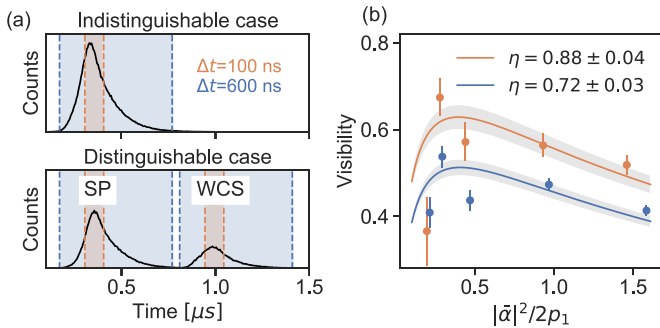 (a)
Indistinguishable case
Counts
Δt=100 ns
Δt=600 ns
Distinguishable case
Counts
SP
WCS
0.5 1.0 1.5
Time [μs]
(b)
0.8
0.6
0.4
Visibility
η = 0.88 ± 0.04
η = 0.72 ± 0.03
0.5 1.0 1.5
|ᾱ|²/2p₁